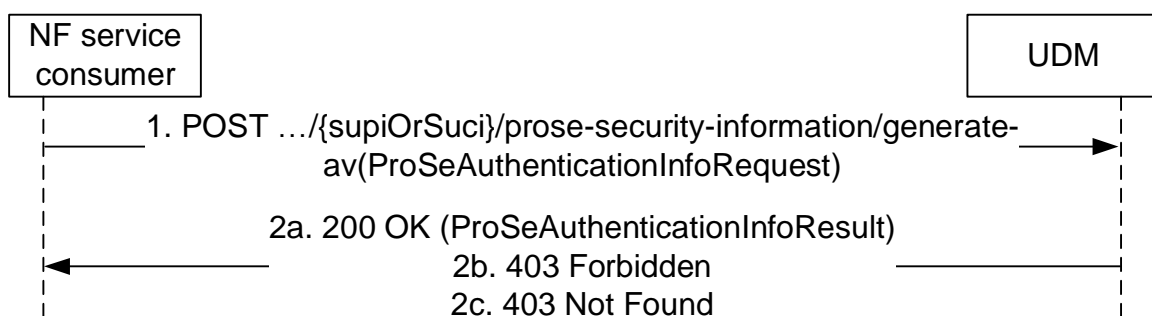 NF service
consumer
UDM
1. POST …/{supiOrSuci}/prose-security-information/generate-
av(ProSeAuthenticationInfoRequest)
2a. 200 OK (ProSeAuthenticationInfoResult)
2b. 403 Forbidden
2c. 403 Not Found